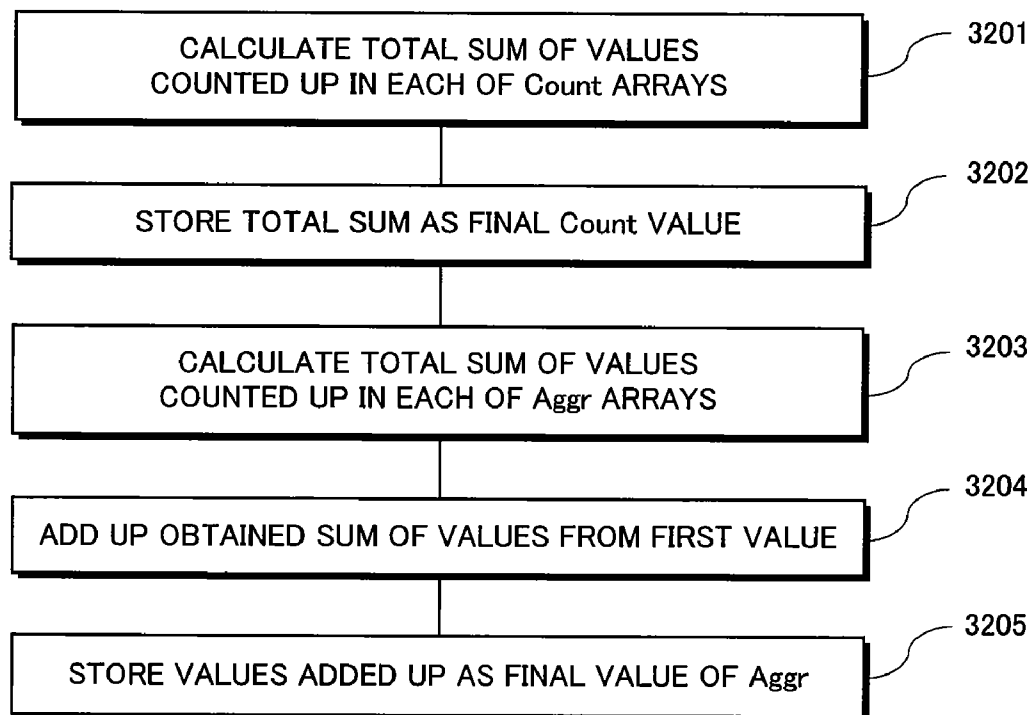 CALCULATE TOTAL SUM OF VALUES
COUNTED UP IN EACH OF Count ARRAYS
3201
STORE TOTAL SUM AS FINAL Count VALUE
3202
CALCULATE TOTAL SUM OF VALUES
COUNTED UP IN EACH OF Aggr ARRAYS
3203
ADD UP OBTAINED SUM OF VALUES FROM FIRST VALUE
3204
STORE VALUES ADDED UP AS FINAL VALUE OF Aggr
3205